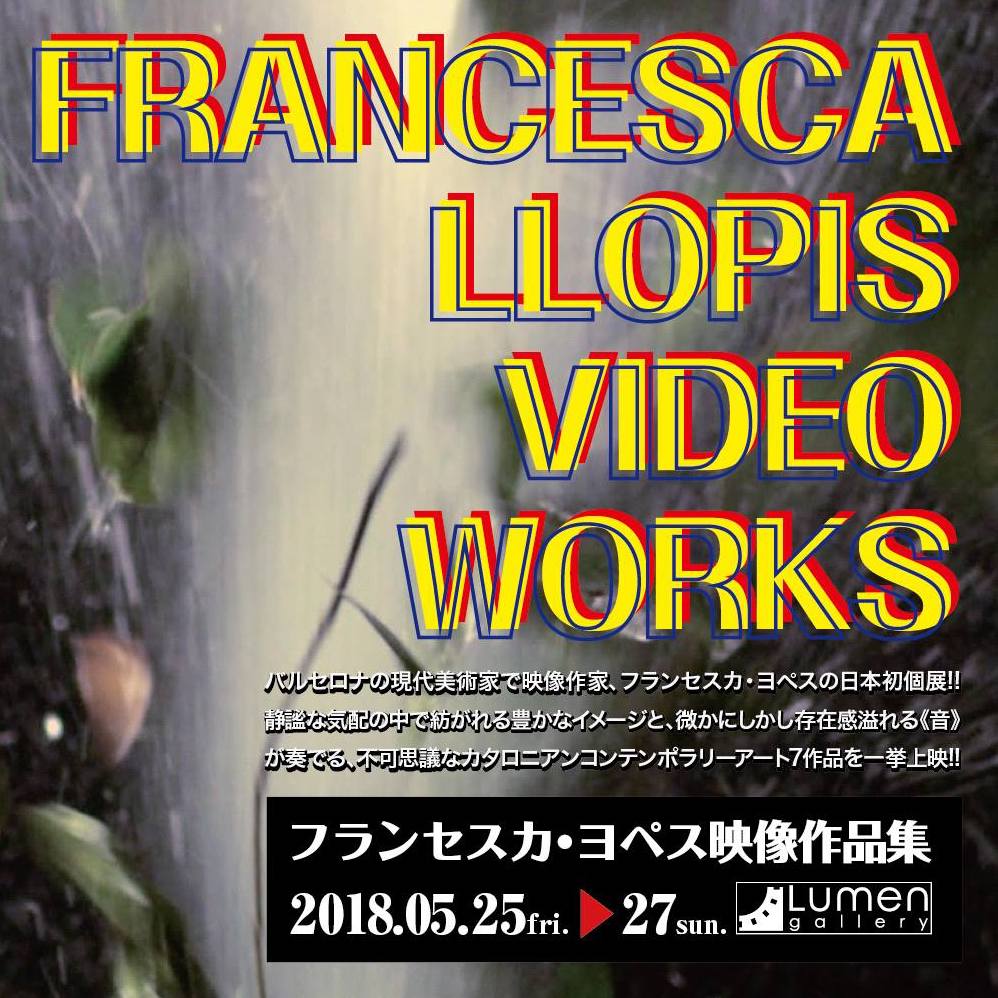 FRANCESCA
LLOPIS
VIDEO
WORKS
バルセロナの現代美術家で映像作家、フランセスカ・ヨペスの日本初個展!!
静謐な気配の中で紡がれる豊かなイメージと、微かにしかし存在感溢れる《音》
が奏でる、不可思議なカタロニアンコンテンポラリーアート7作品を一挙上映!!
フランセスカ・ヨペス映像作品集
2018.05.25fri. ▶ 27sun. Lumen gallery